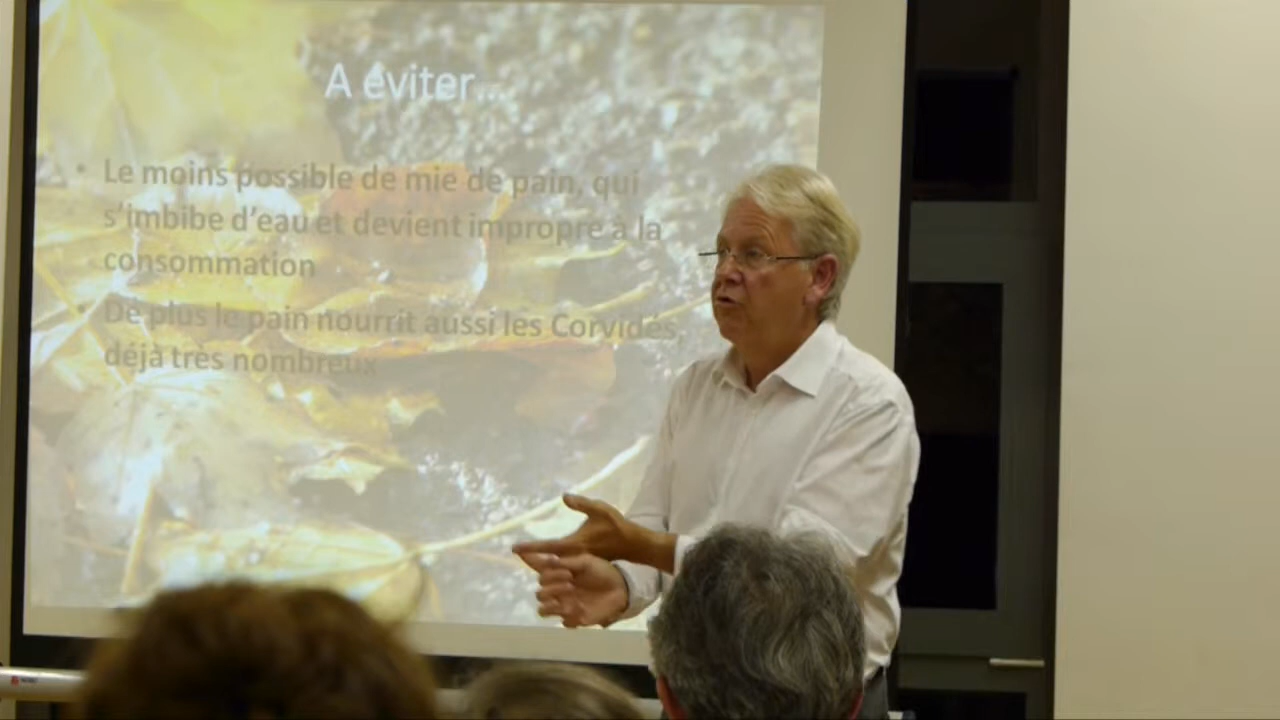 A éviter...
• Le moins possible de mie de pain, qui
s'imbibe d'eau et devient impropre à la
consommation
De plus le pain nourrit aussi les Corvidés,
déjà très nombreux